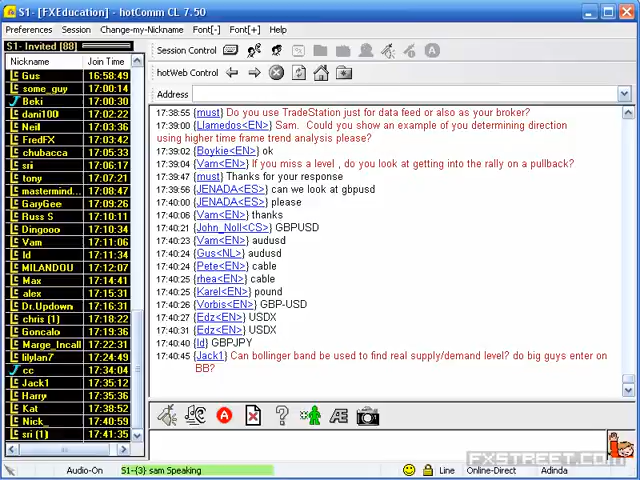 S1- [FXEducation] - hotComm CL 7.50
Preferences Session Change-my-Nickname Font[-] Font[+] Help
S1- Invited [88]
Nickname Join Time
Gus 16:58:49
some_guy 17:00:14
Beki 17:00:30
dani100 17:02:22
Neil 17:03:36
FredFX 17:03:42
chubacca 17:05:33
sri 17:06:17
tony 17:07:21
mastermind... 17:08:47
GaryGee 17:09:26
Russ S 17:10:11
Dingooo 17:10:34
Vam 17:11:06
ld 17:11:34
MILANDOU 17:12:07
Max 17:14:41
alex 17:15:31
Dr.Updown 17:16:31
chris (1) 17:18:22
Goncalo 17:19:36
Marge_Incall 17:22:31
lilylan7 17:24:49
cc 17:34:04
Jack1 17:35:12
Harry 17:35:36
Kat 17:38:52
Nick_ 17:40:59
sri (1) 17:41:35
Session Control
hotWeb Control
Address
17:38:55 {must} Do you use TradeStation just for data feed or also as your broker?
17:39:00 {Llamedos<EN>} Sam. Could you show an example of you determining direction
using higher time frame trend analysis please?
17:39:02 {Boykie<EN>} ok
17:39:04 {Vam<EN>} If you miss a level , do you look at getting into the rally on a pullback?
17:39:47 {must} Thanks for your response
17:39:56 {JENADA<ES>} can we look at gbpusd
17:40:00 {JENADA<ES>} please
17:40:06 {Vam<EN>} thanks
17:40:21 {John_Noll<CS>} GBPUSD
17:40:23 {Vam<EN>} audusd
17:40:24 {Gus<NL>} audusd
17:40:24 {Pete<EN>} cable
17:40:25 {rhea<EN>} cable
17:40:25 {Karel<EN>} pound
17:40:26 {Vorbis<EN>} GBP-USD
17:40:27 {Edz<EN>} USDX
17:40:31 {Edz<EN>} USDX
17:40:40 {ld} GBPJPY
17:40:45 {Jack1} Can bollinger band be used to find real supply/demand level? do big guys enter on
BB?
FXSTREET.COM
Audio-On S1-{3} sam Speaking Line Online-Direct Adinda